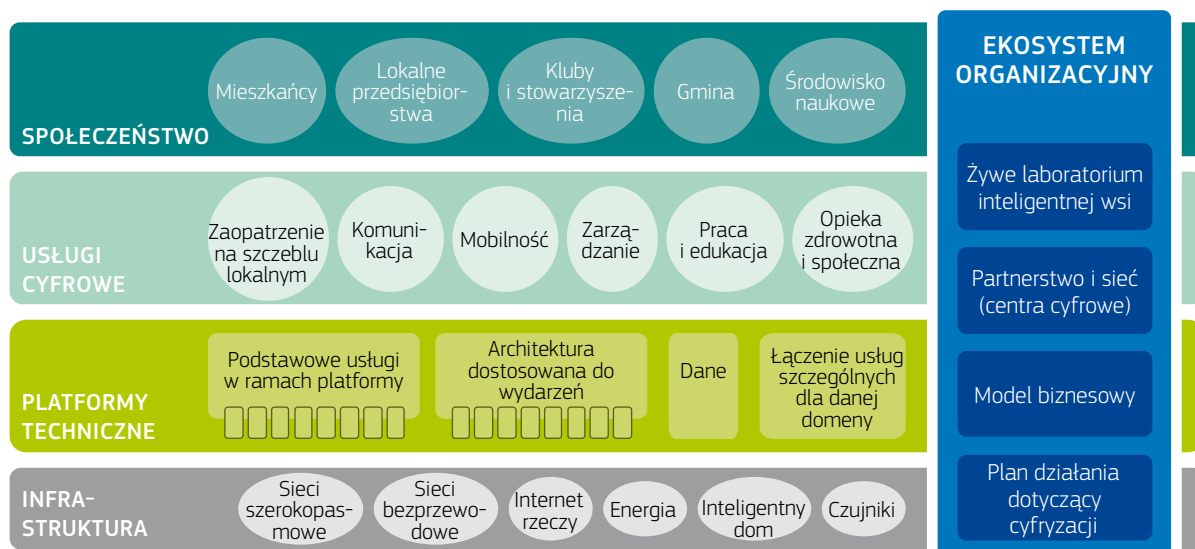 SPOŁECZEŃSTWO
Mieszkańcy
Lokalne
przedsiębior-
stwa
Kluby
i stowarzysze-
nia
Gmina
Środowisko
naukowe
USŁUGI
CYFROWE
Zaopatrzenie
na szczeblu
lokalnym
Komuni-
kacja
Mobilność
Zarzą-
dzanie
Praca
i edukacja
Opieka
zdrowotna
i społeczna
PLATFORMY
TECHNICZNE
Podstawowe usługi
w ramach platformy
Architektura
dostosowana do
wydarzeń
Dane
Łączenie usług
szczególnych
dla danej
domeny
INFRA-
STRUKTURA
Sieci
szerokopas-
mowe
Sieci
bezprzewo-
dowe
Internet
rzeczy
Energia
Inteligentny
dom
Czujniki
EKOSYSTEM
ORGANIZACYJNY
Żywe laboratorium
inteligentnej wsi
Partnerstwo i sieć
(centra cyfrowe)
Model biznesowy
Plan działania
dotyczący
cyfryzacji